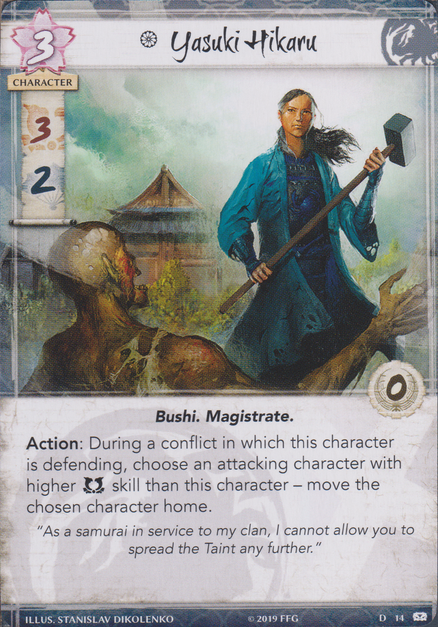 3
Yasuki Hikaru
CHARACTER
3
2
0
Bushi. Magistrate.
Action: During a conflict in which this character
is defending, choose an attacking character with
higher skill than this character – move the
chosen character home.
"As a samurai in service to my clan, I cannot allow you to
spread the Taint any further."
ILLUS. STANISLAV DIKOLENKO © 2019 FFG D 14